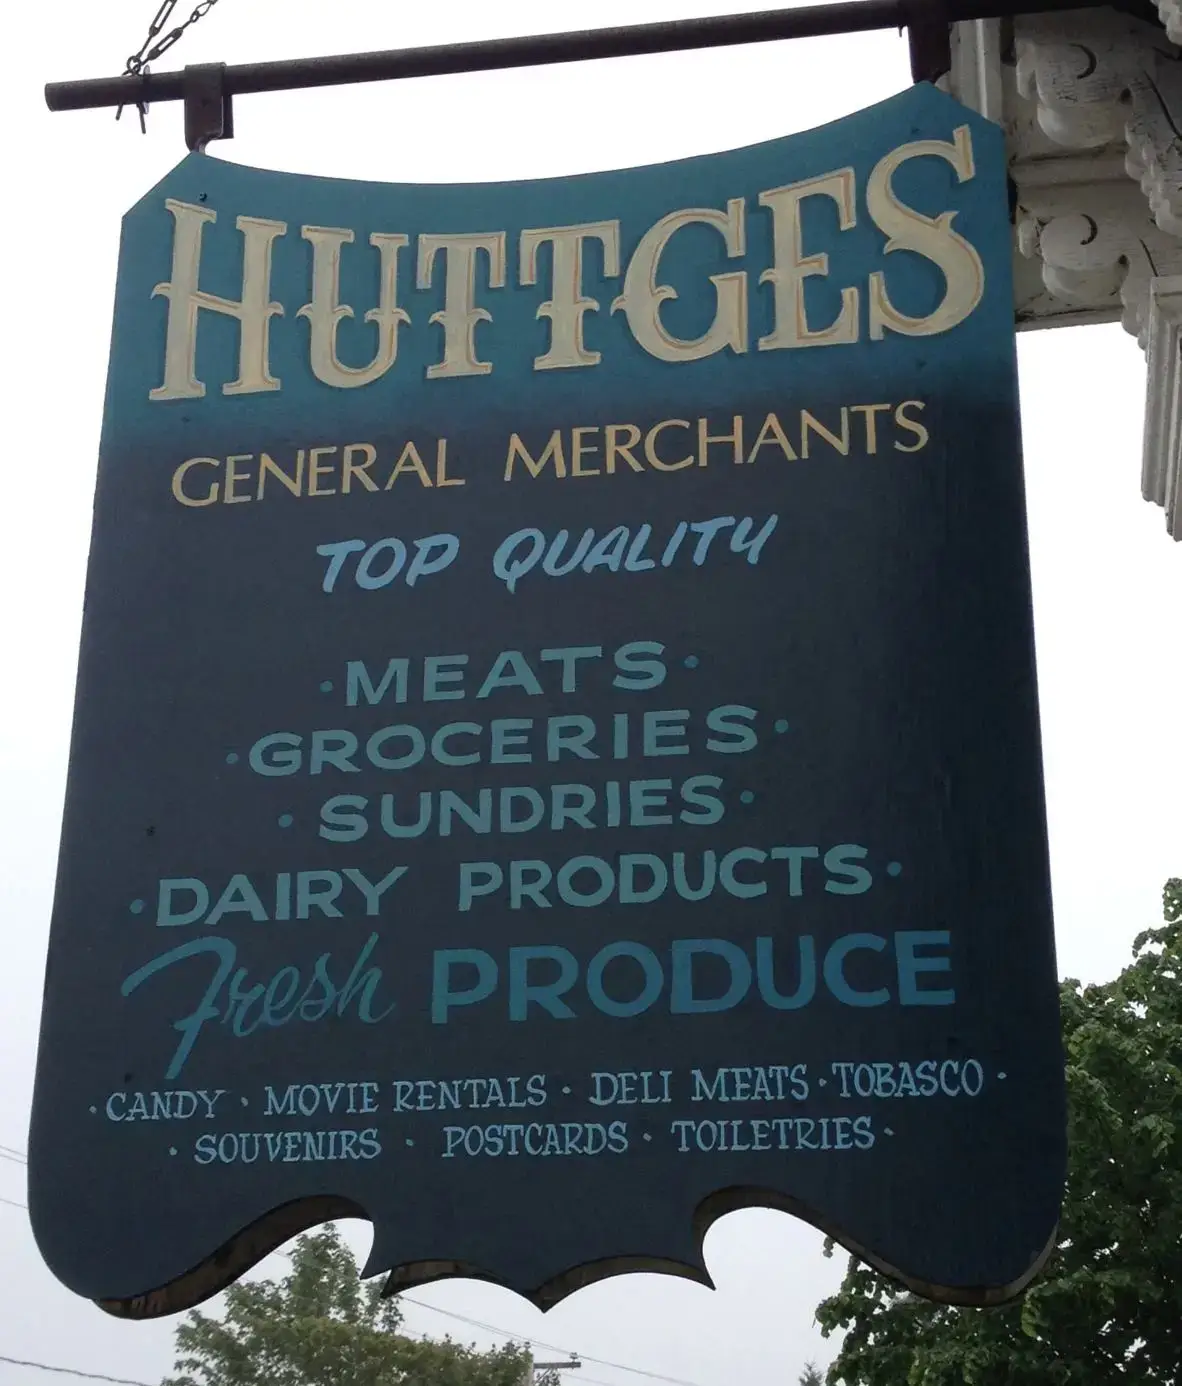 HUTTGES
GENERAL MERCHANTS
TOP QUALITY
·MEATS·
·GROCERIES·
·SUNDRIES·
·DAIRY PRODUCTS·
Fresh PRODUCE
·CANDY · MOVIE RENTALS · DELI MEATS ·TOBASCO ·
· SOUVENIRS · POSTCARDS · TOILETRIES·